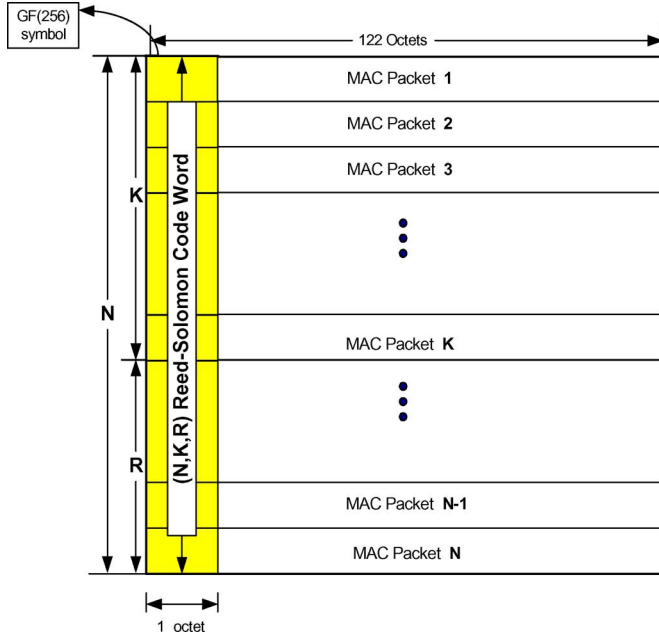 GF(256)
symbol
122 Octets
MAC Packet 1
MAC Packet 2
MAC Packet 3
K
N
(N,K,R) Reed-Solomon Code Word
MAC Packet K
R
MAC Packet N-1
MAC Packet N
1 octet